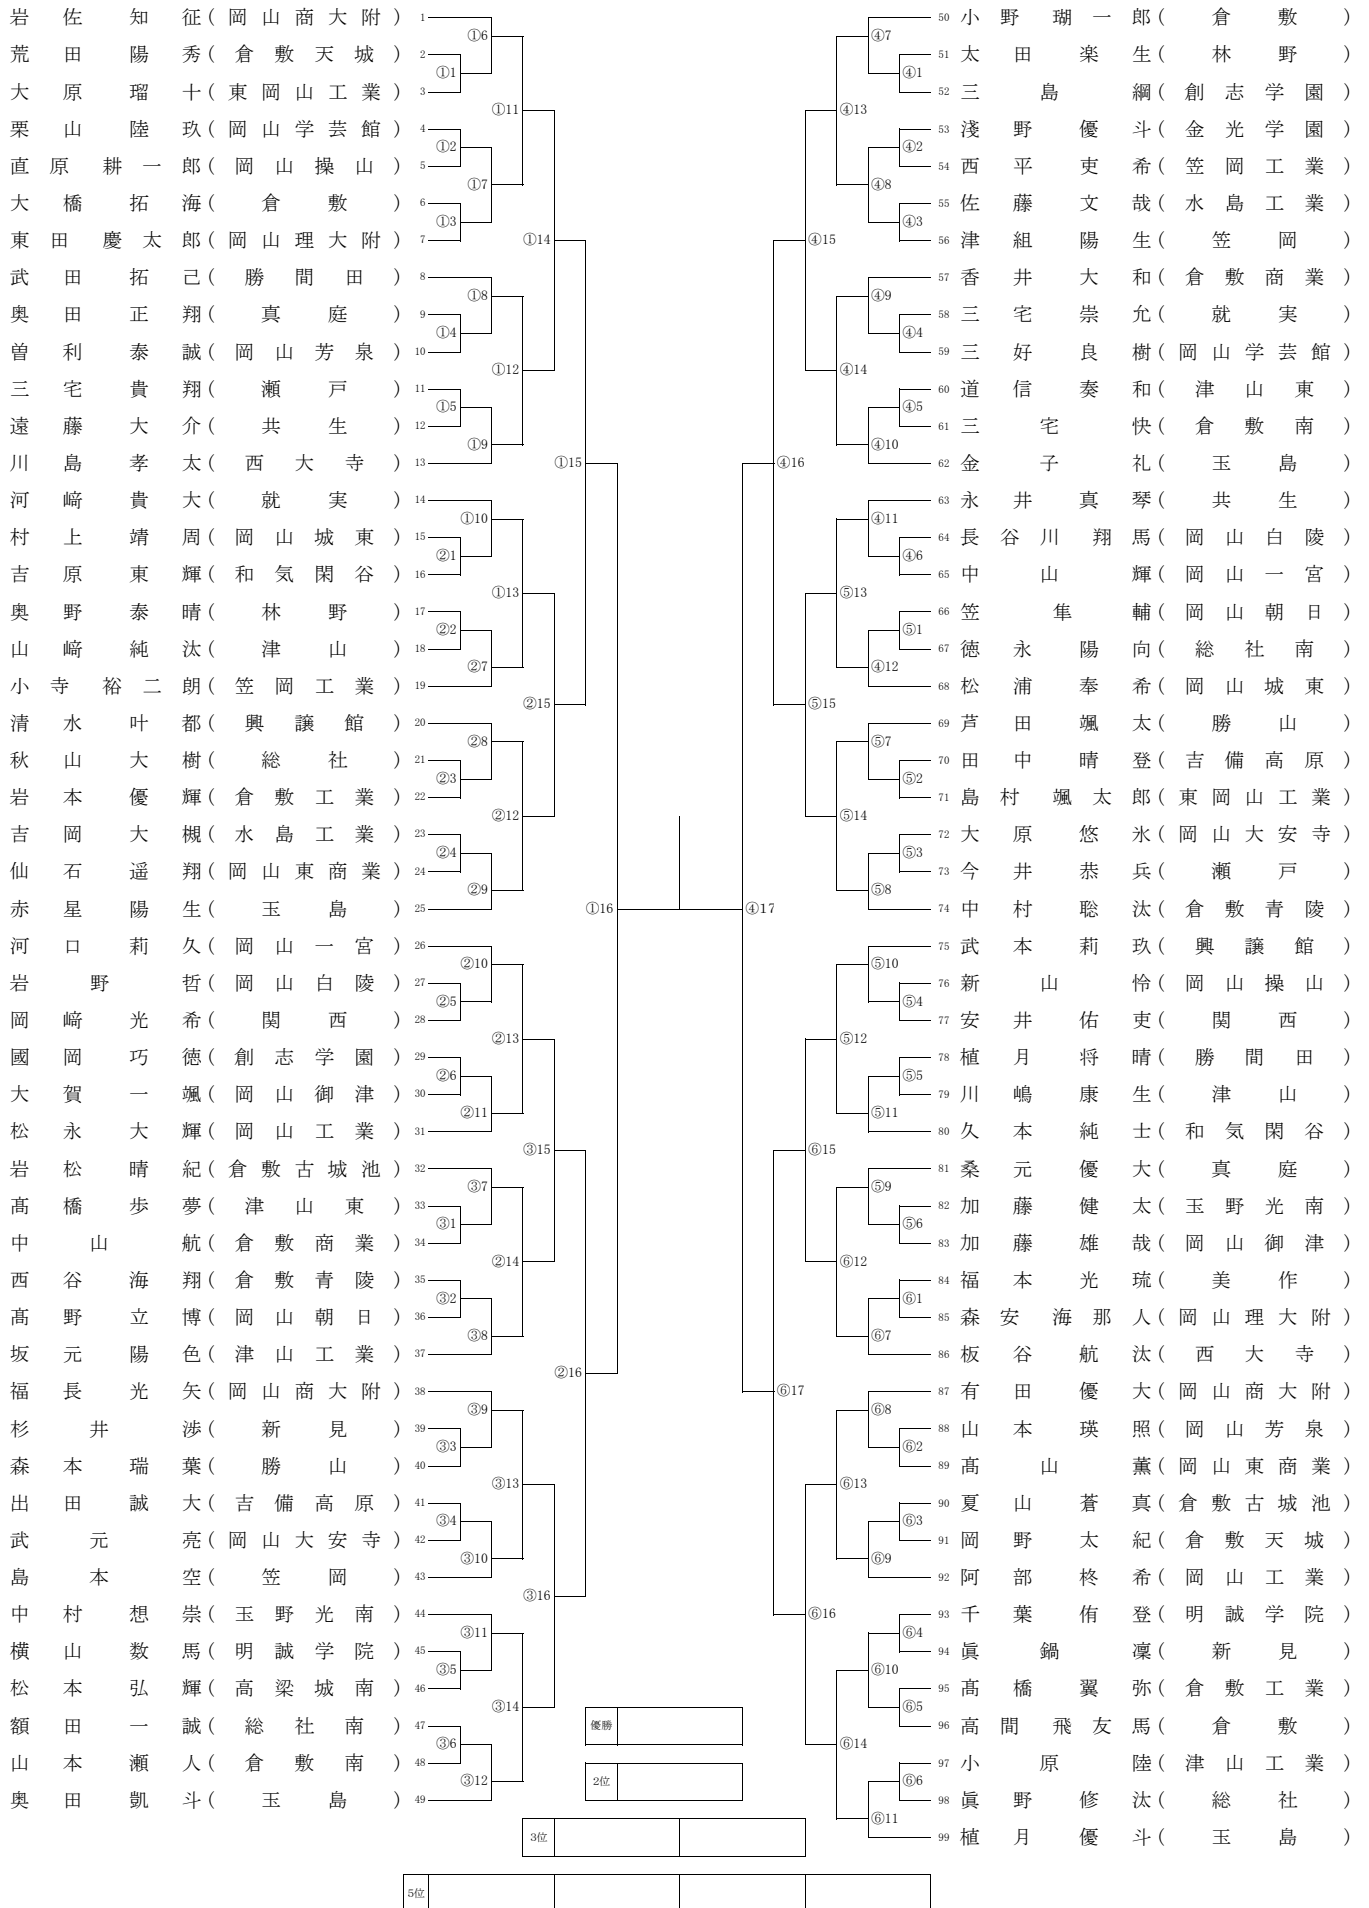 岩佐知征(岡山商大附) 1
荒田陽秀(倉敷天城) 2
大原瑠十(東岡山工業) 3
栗山陸玖(岡山学芸館) 4
直原耕一郎(岡山操山) 5
大橋拓海(倉敷) 6
東田慶太郎(岡山理大附) 7
武田拓己(勝間田) 8
奥田正翔(真庭) 9
曽利泰誠(岡山芳泉) 10
三宅貴翔(瀬戸) 11
遠藤大介(共生) 12
川島孝太(西大寺) 13
河﨑貴大(就実) 14
村上靖周(岡山城東) 15
吉原東輝(和気閑谷) 16
奥野泰晴(林野) 17
山﨑純汰(津山) 18
小寺裕二朗(笠岡工業) 19
清水叶都(興譲館) 20
秋山大樹(総社) 21
岩本優輝(倉敷工業) 22
吉岡大槻(水島工業) 23
仙石遥翔(岡山東商業) 24
赤星陽生(玉島) 25
河口莉久(岡山一宮) 26
岩野哲(岡山白陵) 27
岡﨑光希(関西) 28
國岡巧徳(創志学園) 29
大賀一颯(岡山御津) 30
松永大輝(岡山工業) 31
岩松晴紀(倉敷古城池) 32
髙橋歩夢(津山東) 33
中山航(倉敷商業) 34
西谷海翔(倉敷青陵) 35
髙野立博(岡山朝日) 36
坂元陽色(津山工業) 37
福長光矢(岡山商大附) 38
杉井渉(新見) 39
森本瑞葉(勝山) 40
出田誠大(吉備高原) 41
武元亮(岡山大安寺) 42
島本空(笠岡) 43
中村想崇(玉野光南) 44
横山数馬(明誠学院) 45
松本弘輝(高梁城南) 46
額田一誠(総社南) 47
山本瀬人(倉敷南) 48
奥田凱斗(玉島) 49
①6
①1
①11
①2
①7
①3
①14
①8
①4
①12
①5
①9
①15
①10
②1
①13
②2
②7
②15
②8
②3
②12
②4
②9
①16
②10
②5
②13
②6
②11
③15
③7
③1
②14
③2
③8
②16
③9
③3
③13
③4
③10
③16
③11
③5
③14
③6
③12
50 小野瑚一郎(倉敷)
51 太田楽生(林野)
52 三島綱(創志学園)
53 淺野優斗(金光学園)
54 西平吏希(笠岡工業)
55 佐藤文哉(水島工業)
56 津組陽生(笠岡)
57 香井大和(倉敷商業)
58 三宅崇允(就実)
59 三好良樹(岡山学芸館)
60 道信奏和(津山東)
61 三宅快(倉敷南)
62 金子礼(玉島)
63 永井真琴(共生)
64 長谷川翔馬(岡山白陵)
65 中山輝(岡山一宮)
66 笠隼輔(岡山朝日)
67 徳永陽向(総社南)
68 松浦奉希(岡山城東)
69 芦田颯太(勝山)
70 田中晴登(吉備高原)
71 島村颯太郎(東岡山工業)
72 大原悠氷(岡山大安寺)
73 今井恭兵(瀬戸)
74 中村聡汰(倉敷青陵)
75 武本莉玖(興譲館)
76 新山怜(岡山操山)
77 安井佑吏(関西)
78 植月将晴(勝間田)
79 川嶋康生(津山)
80 久本純士(和気閑谷)
81 桑元優大(真庭)
82 加藤健太(玉野光南)
83 加藤雄哉(岡山御津)
84 福本光琉(美作)
85 森安海那人(岡山理大附)
86 板谷航汰(西大寺)
87 有田優大(岡山商大附)
88 山本瑛照(岡山芳泉)
89 髙山薫(岡山東商業)
90 夏山蒼真(倉敷古城池)
91 岡野太紀(倉敷天城)
92 阿部柊希(岡山工業)
93 千葉侑登(明誠学院)
94 眞鍋凜(新見)
95 髙橋翼弥(倉敷工業)
96 高間飛友馬(倉敷)
97 小原陸(津山工業)
98 眞野修汰(総社)
99 植月優斗(玉島)
④7
④1
④13
④2
④8
④3
④15
④9
④4
④14
④5
④10
④16
④11
④6
⑤13
⑤1
④12
⑤15
⑤7
⑤2
⑤14
⑤3
⑤8
④17
⑤10
⑤4
⑤12
⑤5
⑤11
⑥15
⑤9
⑤6
⑥12
⑥1
⑥7
⑥17
⑥8
⑥2
⑥13
⑥3
⑥9
⑥16
⑥4
⑥10
⑥5
⑥14
⑥6
⑥11
優勝
2位
3位
5位